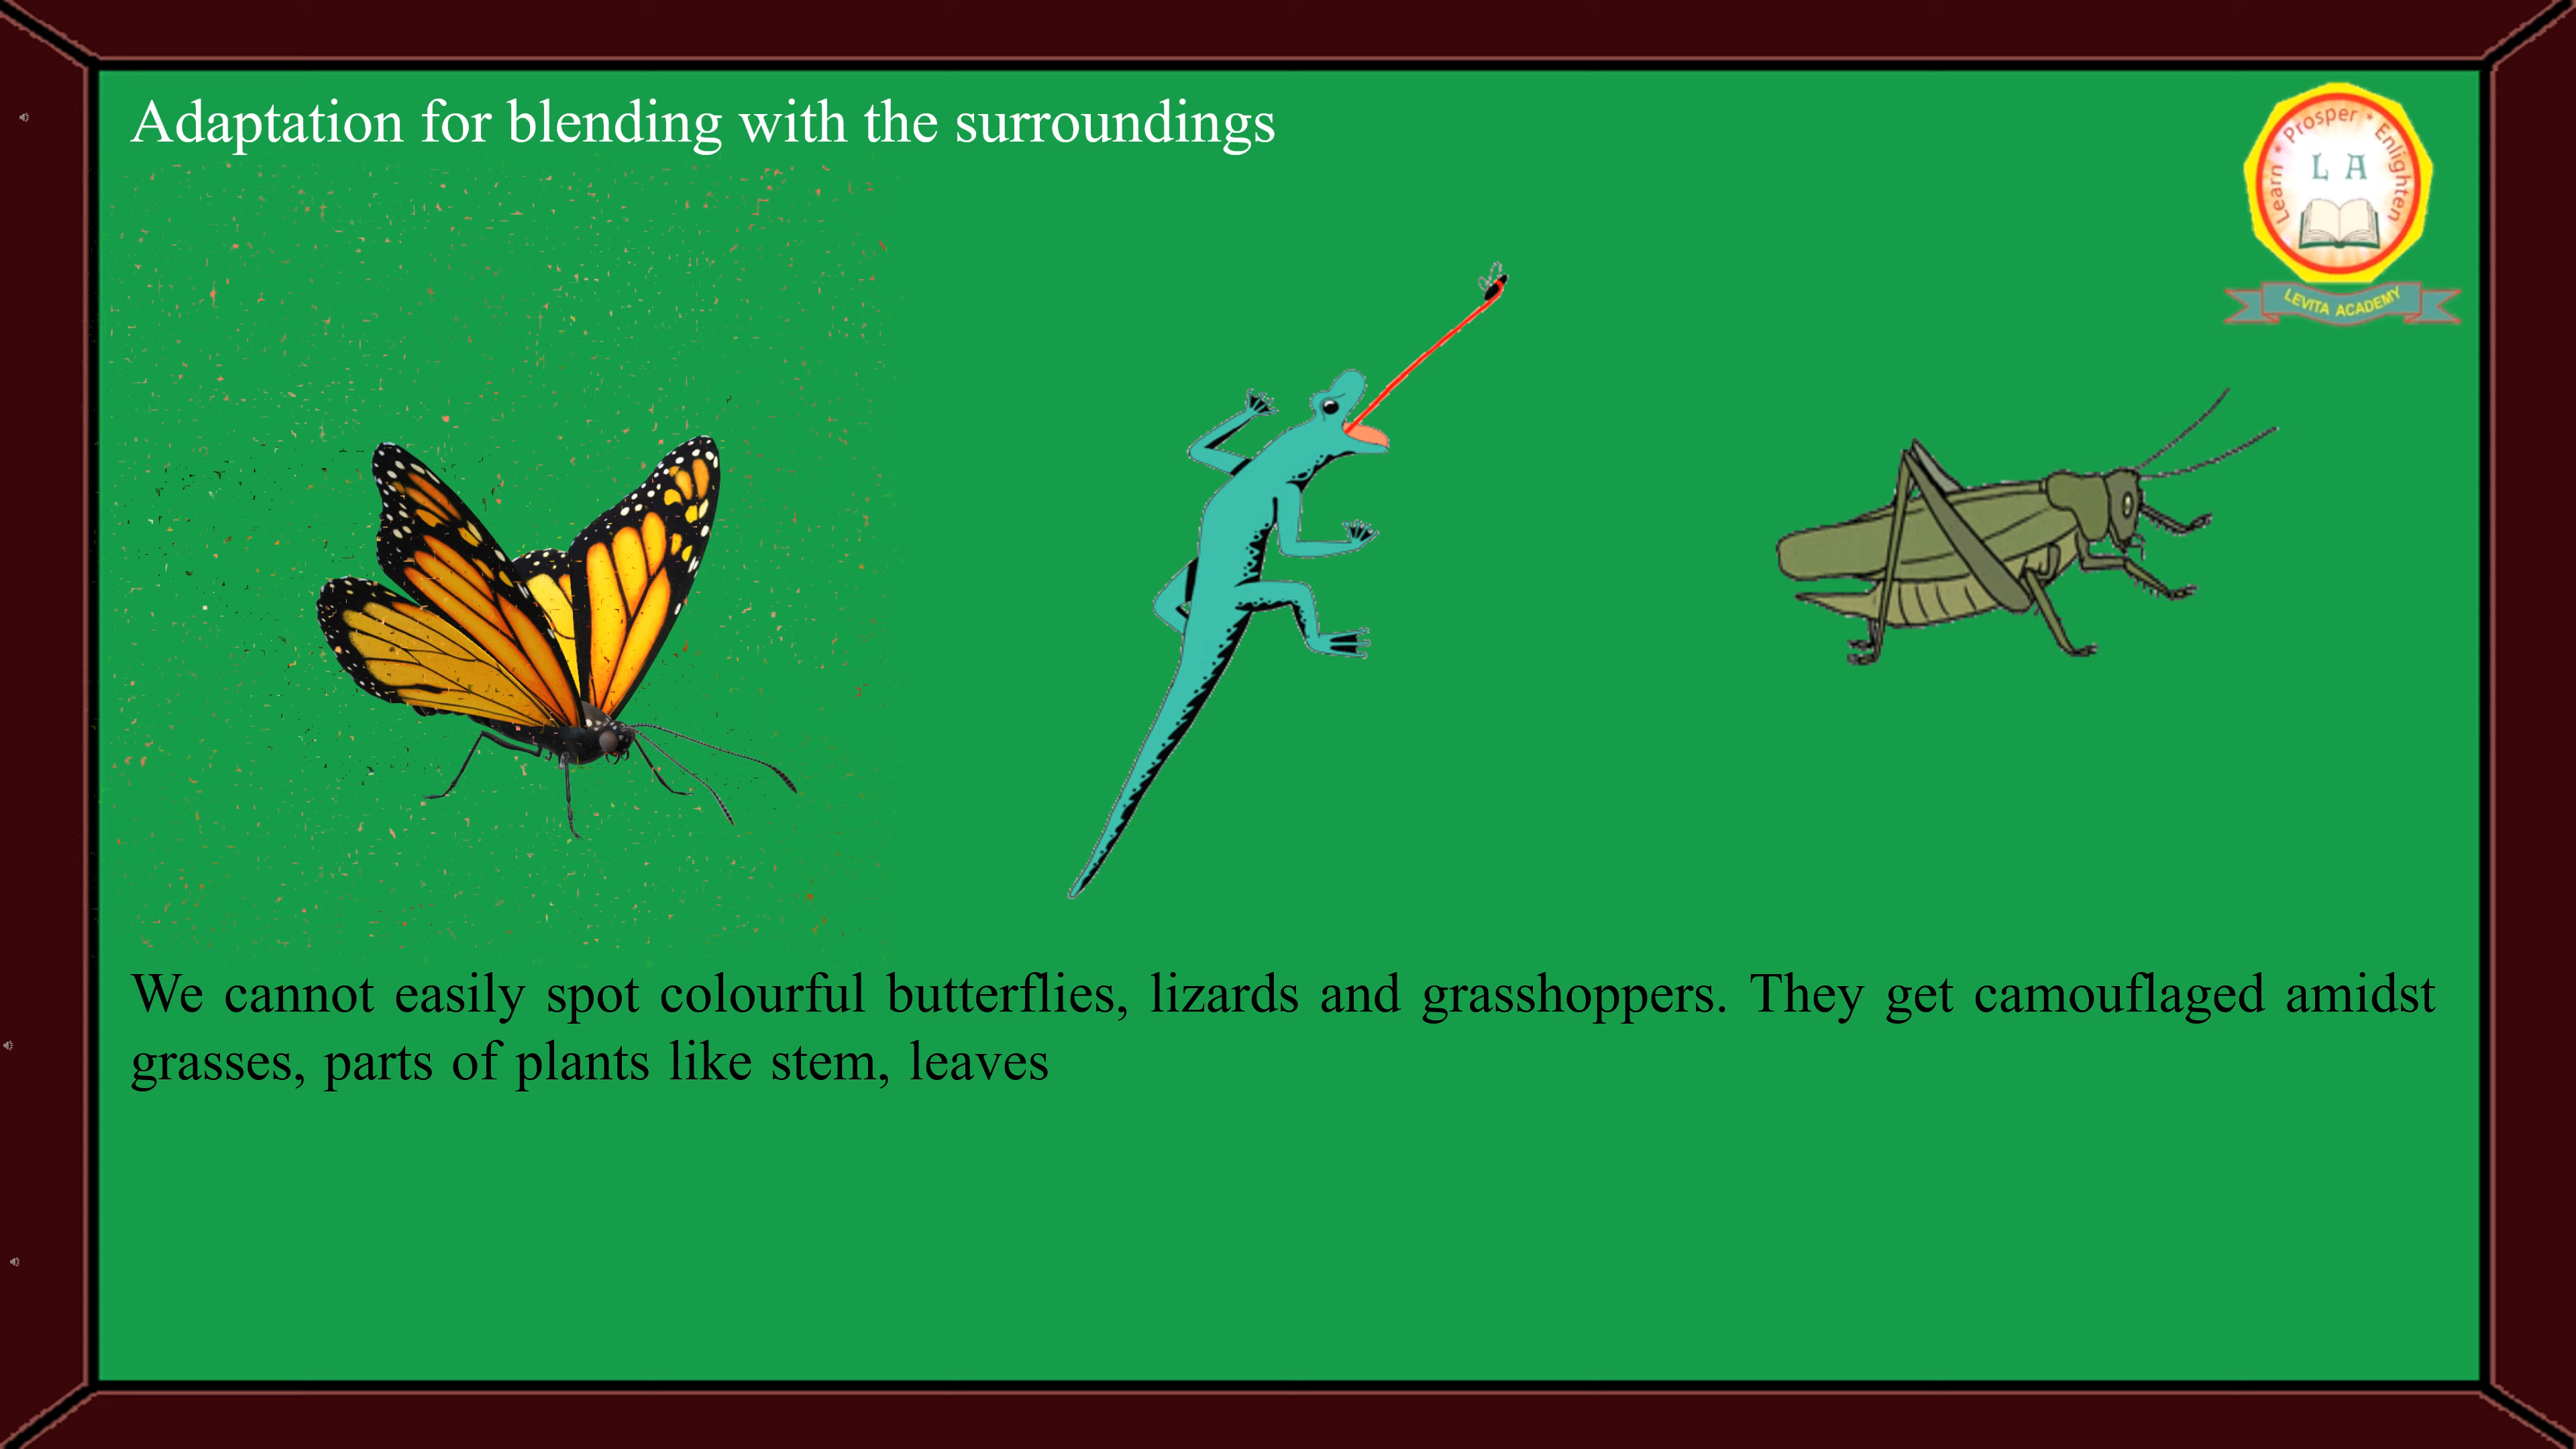 Adaptation for blending with the surroundings
Learn * Prosper * Enlighten
L A
LEVITA ACADEMY
We cannot easily spot colourful butterflies, lizards and grasshoppers. They get camouflaged amidst
grasses, parts of plants like stem, leaves